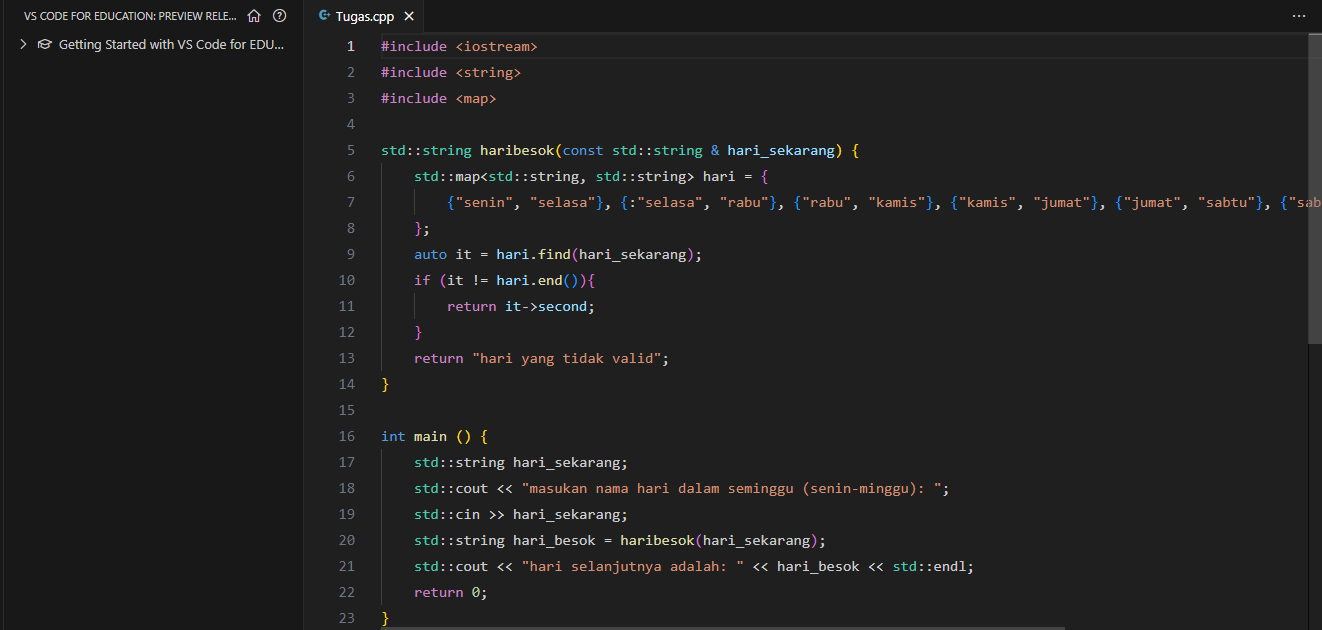 VS CODE FOR EDUCATION: PREVIEW RELE...
Getting Started with VS Code for EDU...
Tugas.cpp
1 #include <iostream>
2 #include <string>
3 #include <map>
4
5 std::string haribesok(const std::string & hari_sekarang) {
6 std::map<std::string, std::string> hari = {
7 {"senin", "selasa"}, {:"selasa", "rabu"}, {"rabu", "kamis"}, {"kamis", "jumat"}, {"jumat", "sabtu"}, {"sab
8 };
9 auto it = hari.find(hari_sekarang);
10 if (it != hari.end()){
11 return it->second;
12 }
13 return "hari yang tidak valid";
14 }
15
16 int main () {
17 std::string hari_sekarang;
18 std::cout << "masukan nama hari dalam seminggu (senin-minggu): ";
19 std::cin >> hari_sekarang;
20 std::string hari_besok = haribesok(hari_sekarang);
21 std::cout << "hari selanjutnya adalah: " << hari_besok << std::endl;
22 return 0;
23 }